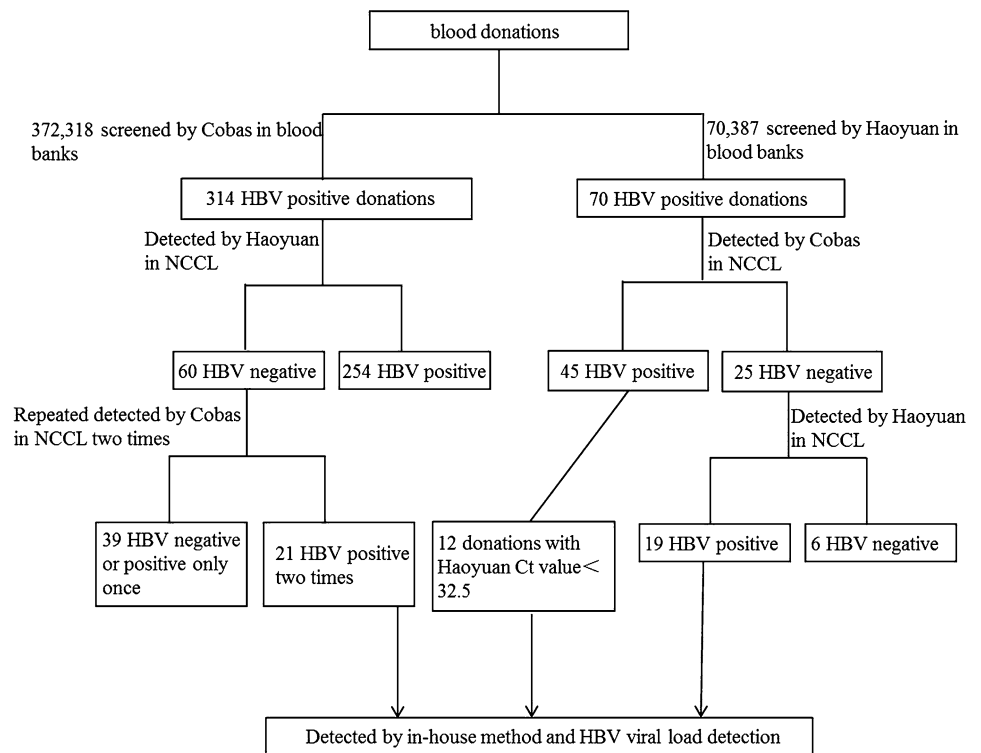 blood donations
372,318 screened by Cobas in blood
banks
70,387 screened by Haoyuan in
blood banks
314 HBV positive donations
70 HBV positive donations
Detected by Haoyuan
in NCCL
Detected by Cobas
in NCCL
60 HBV negative
254 HBV positive
45 HBV positive
25 HBV negative
Repeated detected by Cobas
in NCCL two times
Detected by Haoyuan
in NCCL
39 HBV negative
or positive only
once
21 HBV positive
two times
12 donations with
Haoyuan Ct value<
32.5
19 HBV positive
6 HBV negative
Detected by in-house method and HBV viral load detection